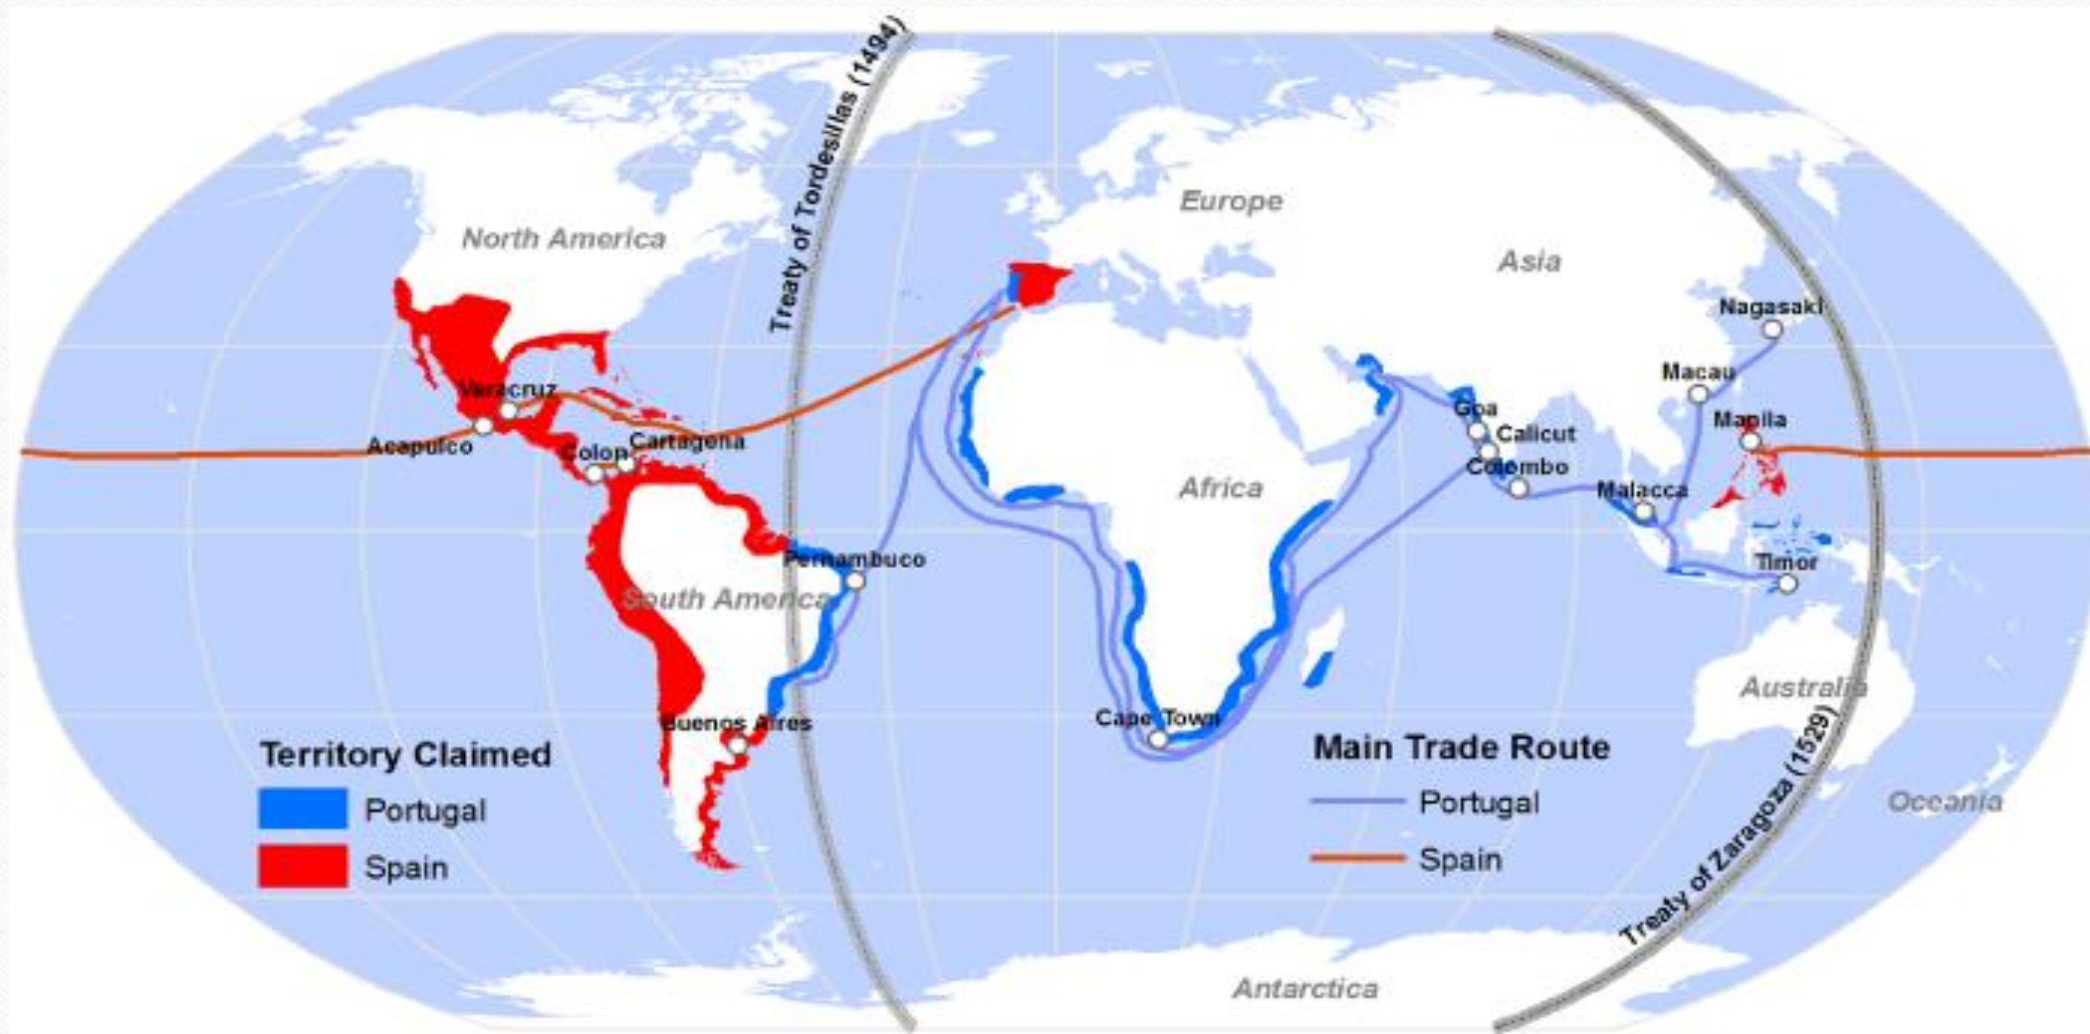 Treaty of Tordesillas (1494)
North America
Europe
Asia
Nagasaki
Macau
Veracruz
Goa
Manila
Acapulco
Colon
Cartagena
Calicut
Colombo
Africa
Malacca
Pernambuco
Timor
South America
Australia
Buenos Aires
Cape Town
Territory Claimed
Portugal
Spain
Main Trade Route
Portugal
Spain
Oceania
Treaty of Zaragoza (1529)
Antarctica